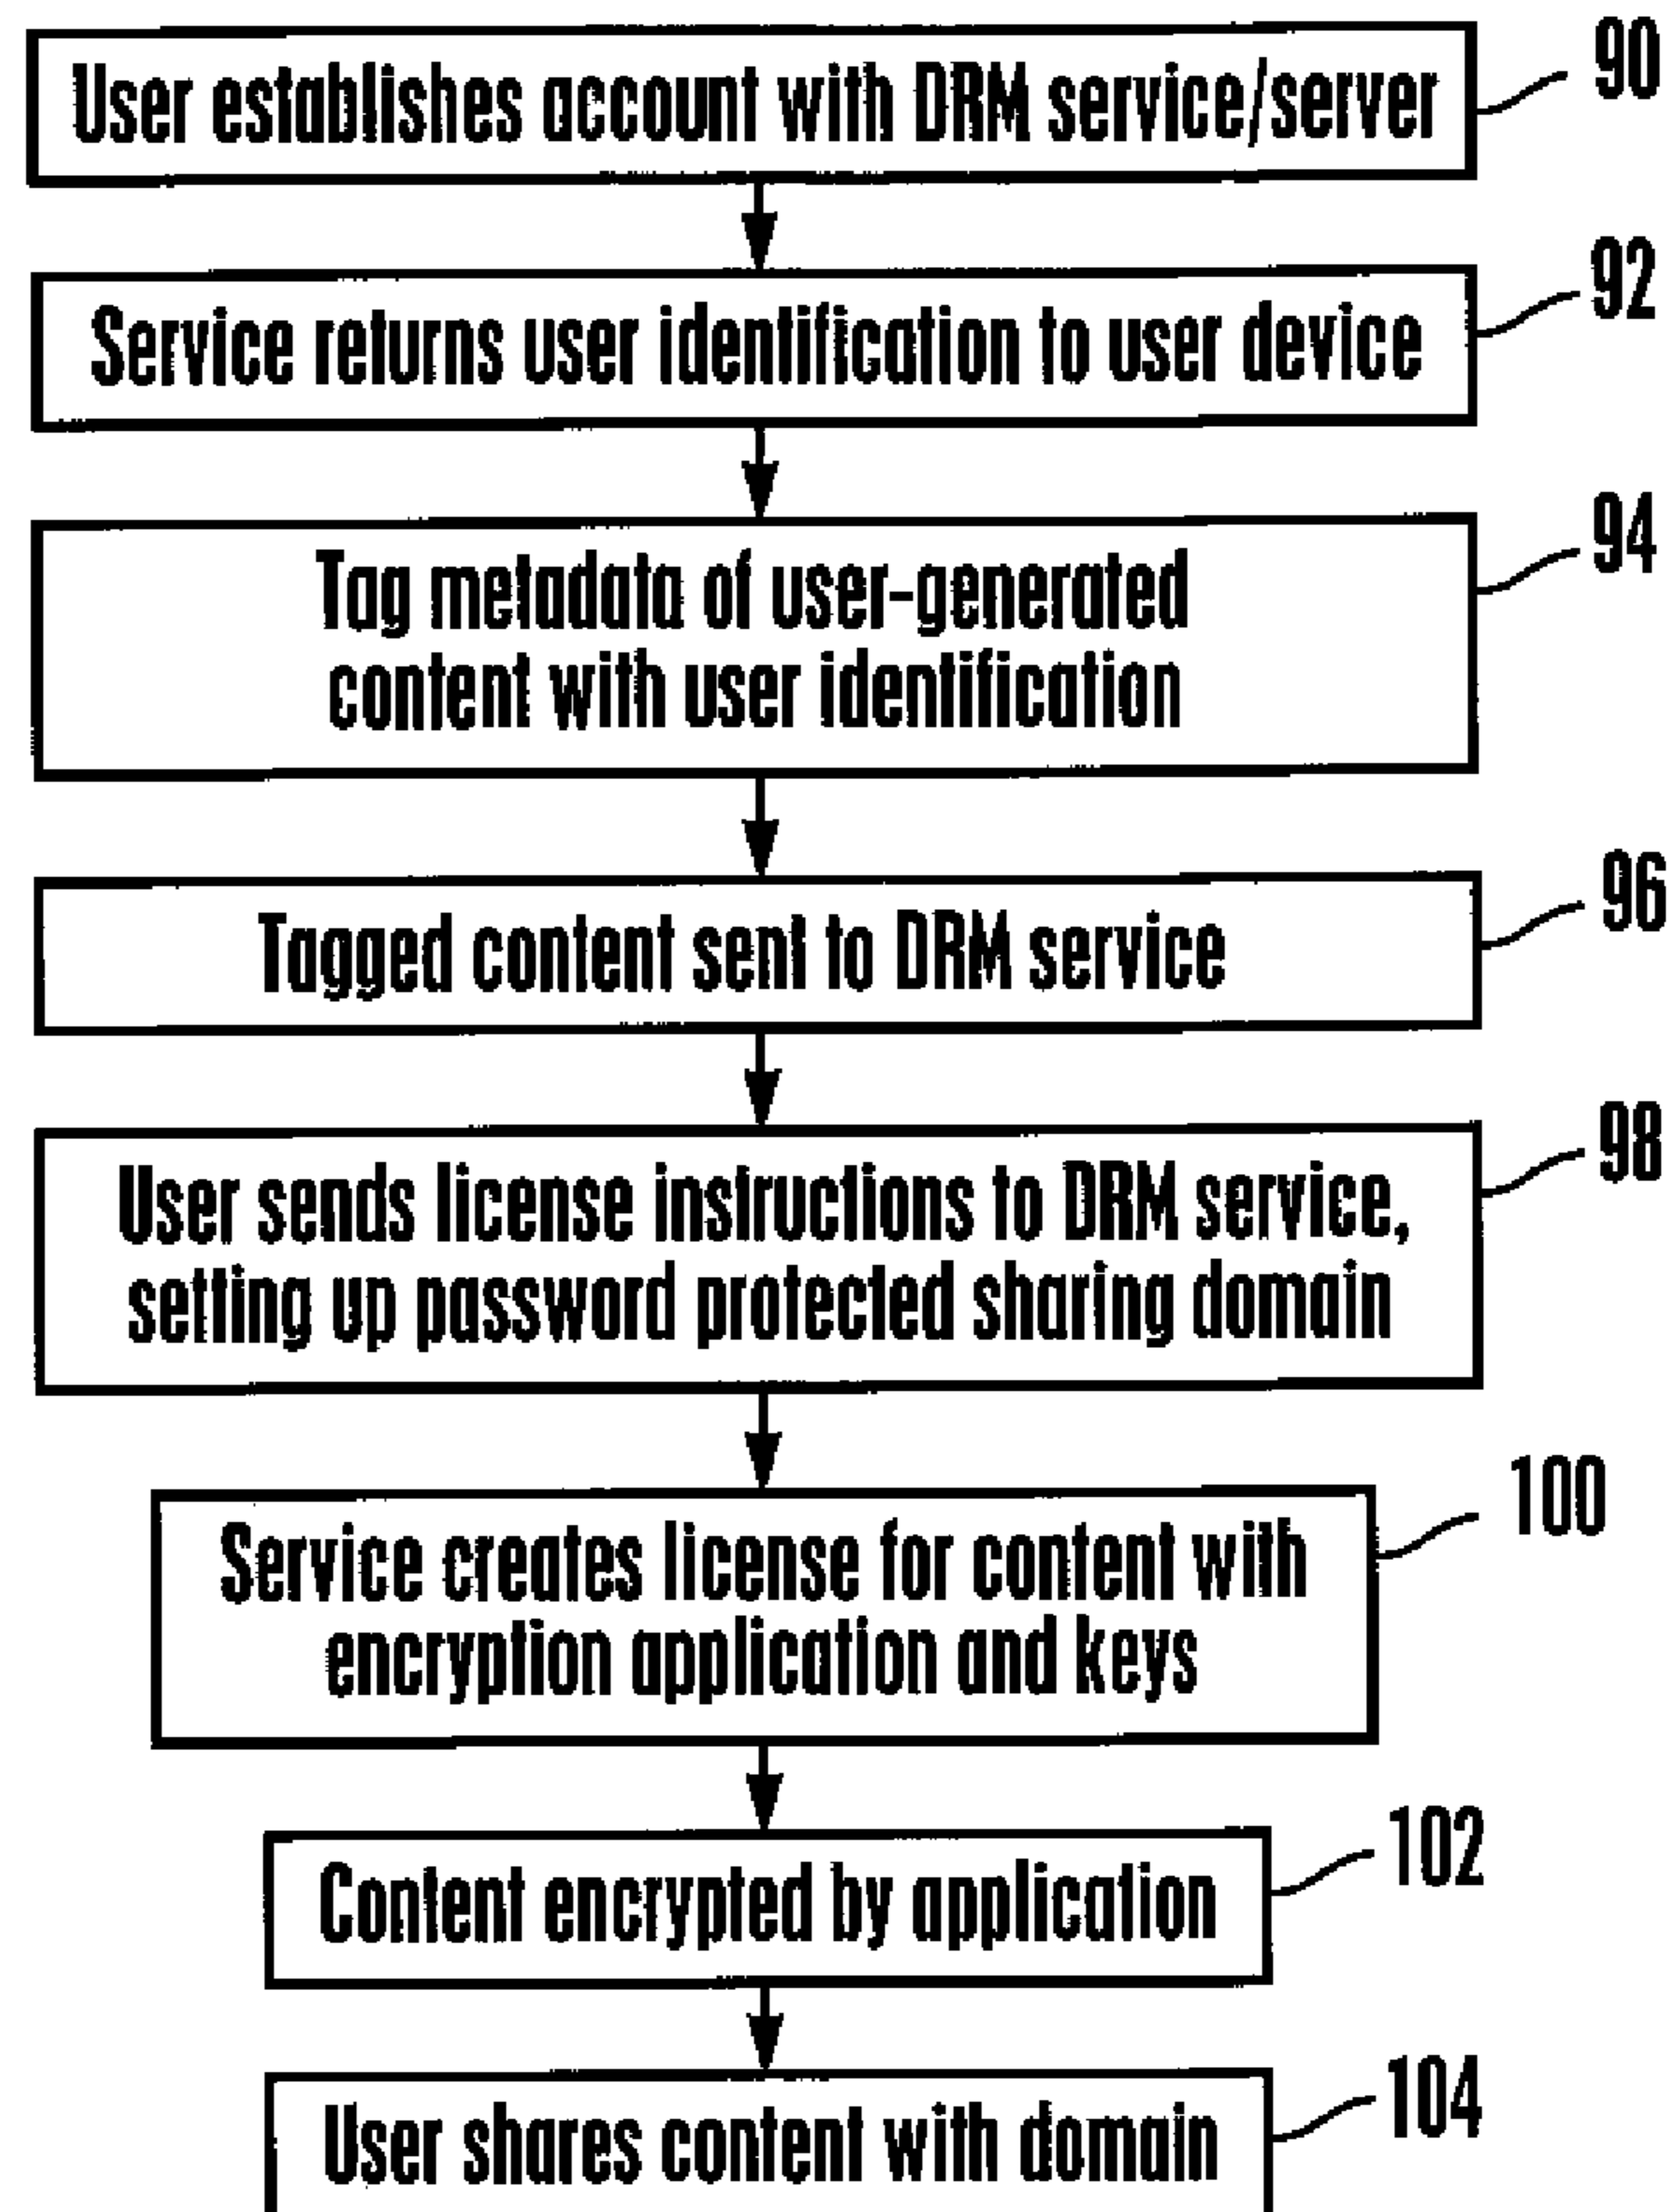 User establishes account with DRM service/server
90
Service returns user identification to user device
92
Tag metadata of user-generated
content with user identification
94
Tagged content sent to DRM service
96
User sends license instructions to DRM service,
setting up password protected sharing domain
98
Service creates license for content with
encryption application and keys
100
Content encrypted by application
102
User shares content with domain
104